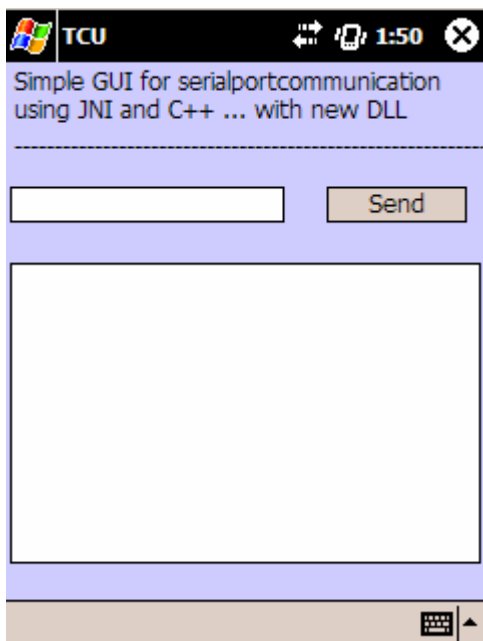 TCU 1:50
Simple GUI for serialportcommunication
using JNI and C++ ... with new DLL
------------------------------------------------------------
Send